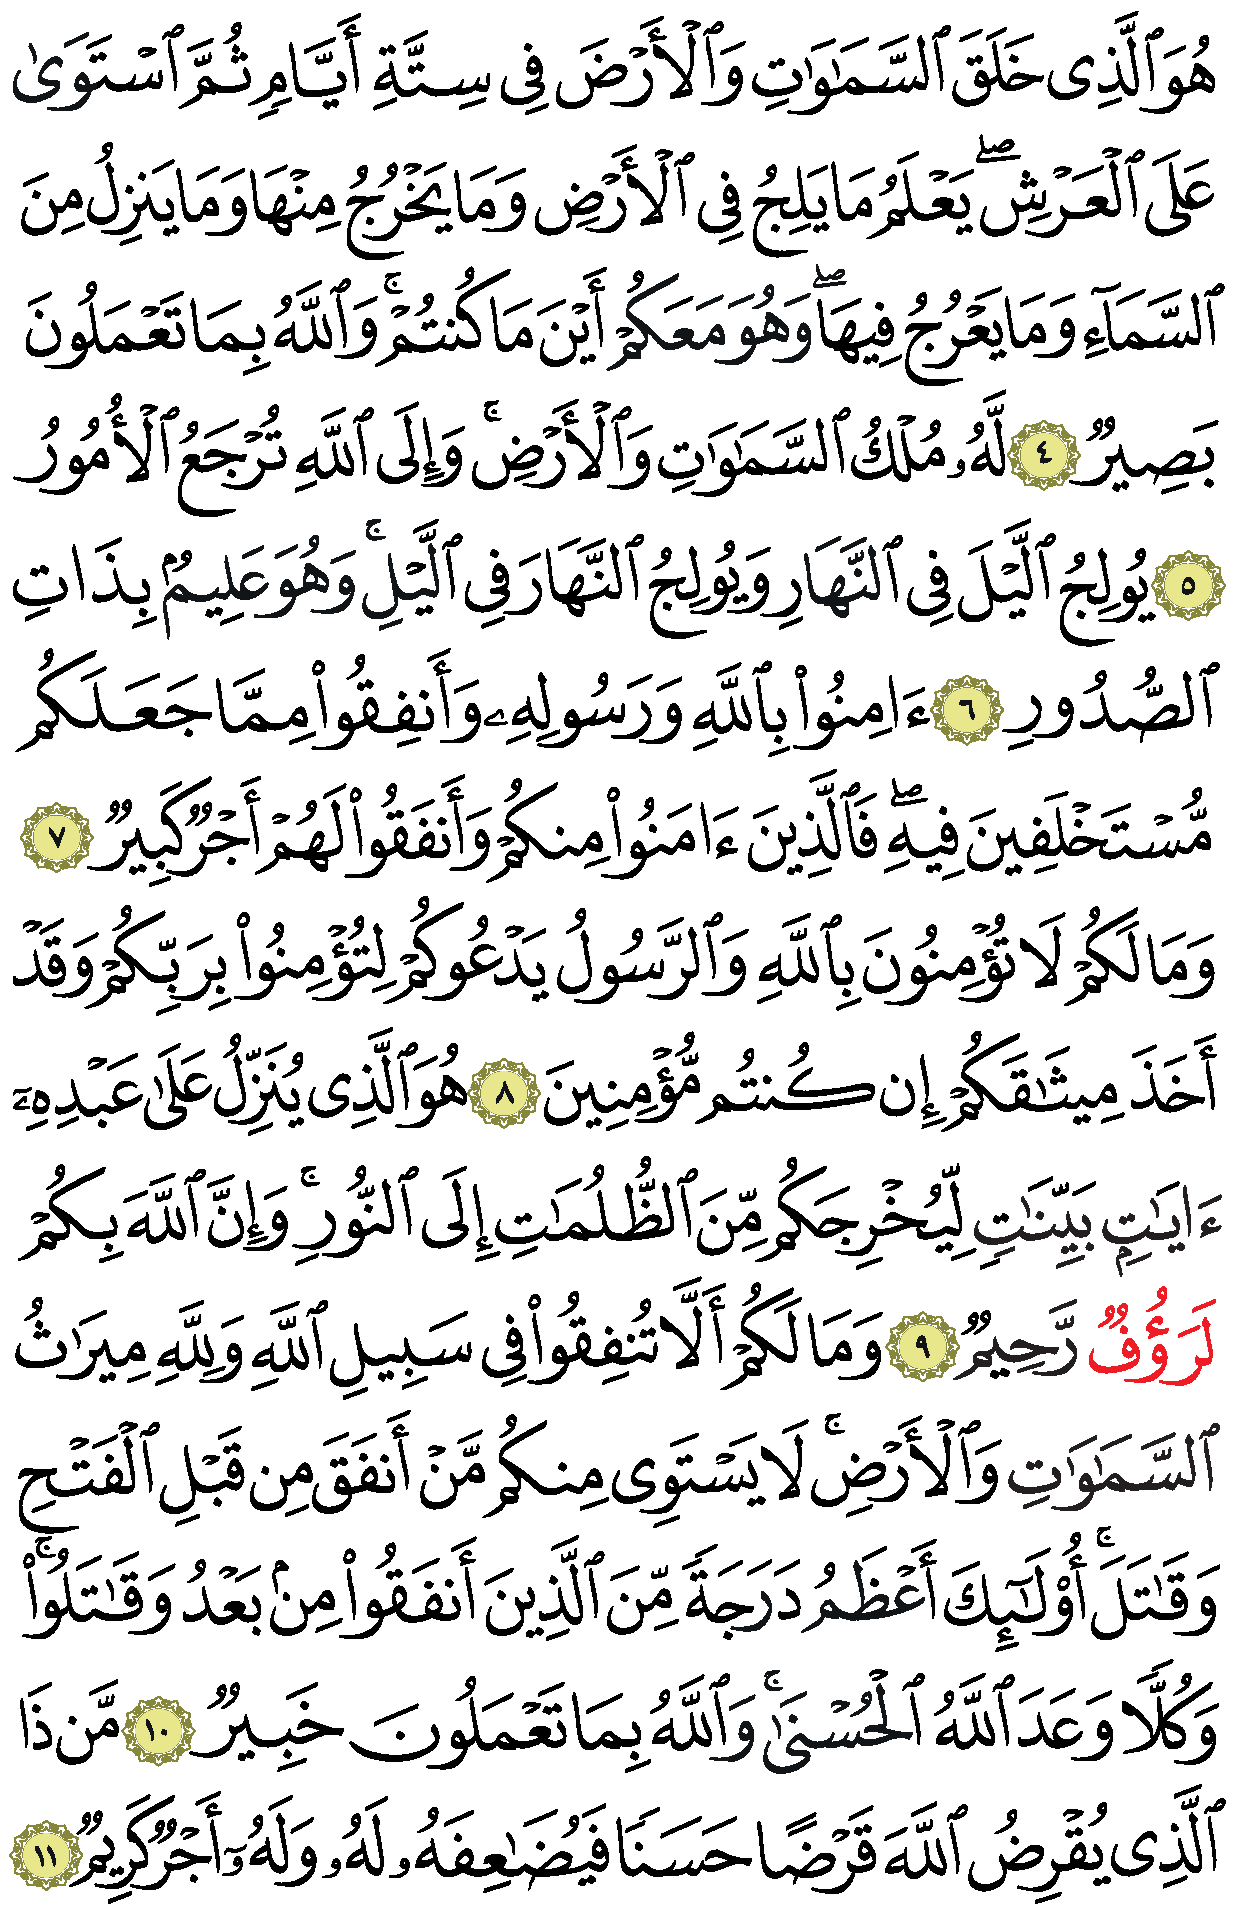 هُوَ ٱلَّذِى خَلَقَ ٱلسَّمَٰوَٰتِ وَٱلْأَرْضَ فِى سِتَّةِ أَيَّامٍ ثُمَّ ٱسْتَوَىٰ
عَلَى ٱلْعَرْشِ ۖ يَعْلَمُ مَا يَلِجُ فِى ٱلْأَرْضِ وَمَا يَخْرُجُ مِنْهَا وَمَا يَنزِلُ مِنَ
ٱلسَّمَآءِ وَمَا يَعْرُجُ فِيهَا ۖ وَهُوَ مَعَكُمْ أَيْنَ مَا كُنتُمْ ۚ وَٱللَّهُ بِمَا تَعْمَلُونَ
بَصِيرٌ ٤ لَّهُۥ مُلْكُ ٱلسَّمَٰوَٰتِ وَٱلْأَرْضِ ۚ وَإِلَى ٱللَّهِ تُرْجَعُ ٱلْأُمُورُ
٥ يُولِجُ ٱلَّيْلَ فِى ٱلنَّهَارِ وَيُولِجُ ٱلنَّهَارَ فِى ٱلَّيْلِ ۚ وَهُوَ عَلِيمٌۢ بِذَاتِ
ٱلصُّدُورِ ٦ ءَامِنُوا۟ بِٱللَّهِ وَرَسُولِهِۦ وَأَنفِقُوا۟ مِمَّا جَعَلَكُم
مُّسْتَخْلَفِينَ فِيهِ ۖ فَٱلَّذِينَ ءَامَنُوا۟ مِنكُمْ وَأَنفَقُوا۟ لَهُمْ أَجْرٌ كَبِيرٌ ٧
وَمَا لَكُمْ لَا تُؤْمِنُونَ بِٱللَّهِ وَٱلرَّسُولُ يَدْعُوكُمْ لِتُؤْمِنُوا۟ بِرَبِّكُمْ وَقَدْ
أَخَذَ مِيثَٰقَكُمْ إِن كُنتُم مُّؤْمِنِينَ ٨ هُوَ ٱلَّذِى يُنَزِّلُ عَلَىٰ عَبْدِهِۦٓ
ءَايَٰتٍۭ بَيِّنَٰتٍ لِّيُخْرِجَكُم مِّنَ ٱلظُّلُمَٰتِ إِلَى ٱلنُّورِ ۚ وَإِنَّ ٱللَّهَ بِكُمْ
لَرَءُوفٌ رَّحِيمٌ ٩ وَمَا لَكُمْ أَلَّا تُنفِقُوا۟ فِى سَبِيلِ ٱللَّهِ وَلِلَّهِ مِيرَٰثُ
ٱلسَّمَٰوَٰتِ وَٱلْأَرْضِ ۚ لَا يَسْتَوِى مِنكُم مَّنْ أَنفَقَ مِن قَبْلِ ٱلْفَتْحِ
وَقَٰتَلَ ۚ أُو۟لَٰٓئِكَ أَعْظَمُ دَرَجَةً مِّنَ ٱلَّذِينَ أَنفَقُوا۟ مِنۢ بَعْدُ وَقَٰتَلُوا۟ ۚ
وَكُلًّا وَعَدَ ٱللَّهُ ٱلْحُسْنَىٰ ۚ وَٱللَّهُ بِمَا تَعْمَلُونَ خَبِيرٌ ١٠ مَّن ذَا
ٱلَّذِى يُقْرِضُ ٱللَّهَ قَرْضًا حَسَنًا فَيُضَٰعِفَهُۥ لَهُۥ وَلَهُۥٓ أَجْرٌ كَرِيمٌ ١١